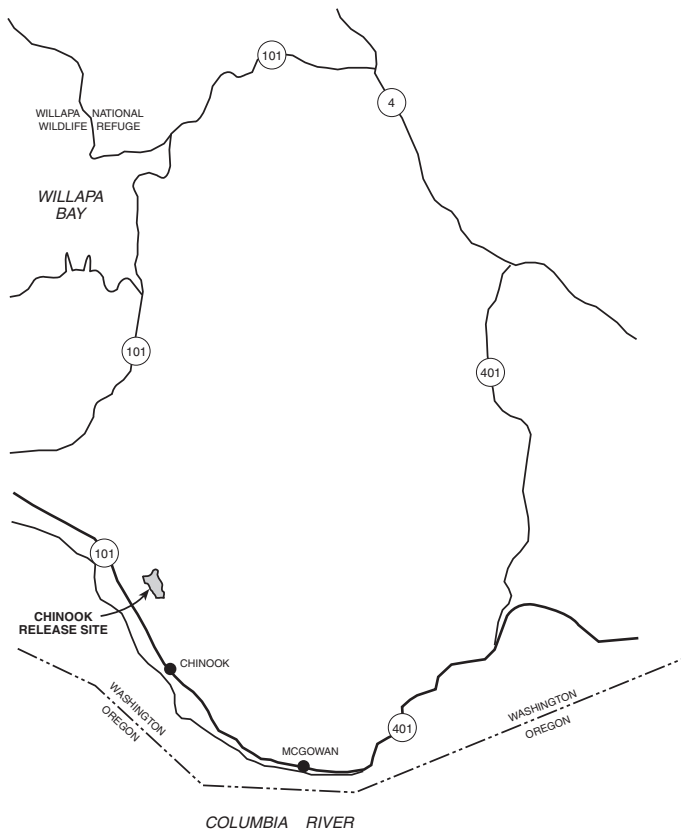 101
4
WILLAPA NATIONAL
WILDLIFE REFUGE
WILLAPA
BAY
101
401
101
CHINOOK
RELEASE SITE
CHINOOK
WASHINGTON
OREGON
401
WASHINGTON
OREGON
MCGOWAN
COLUMBIA RIVER